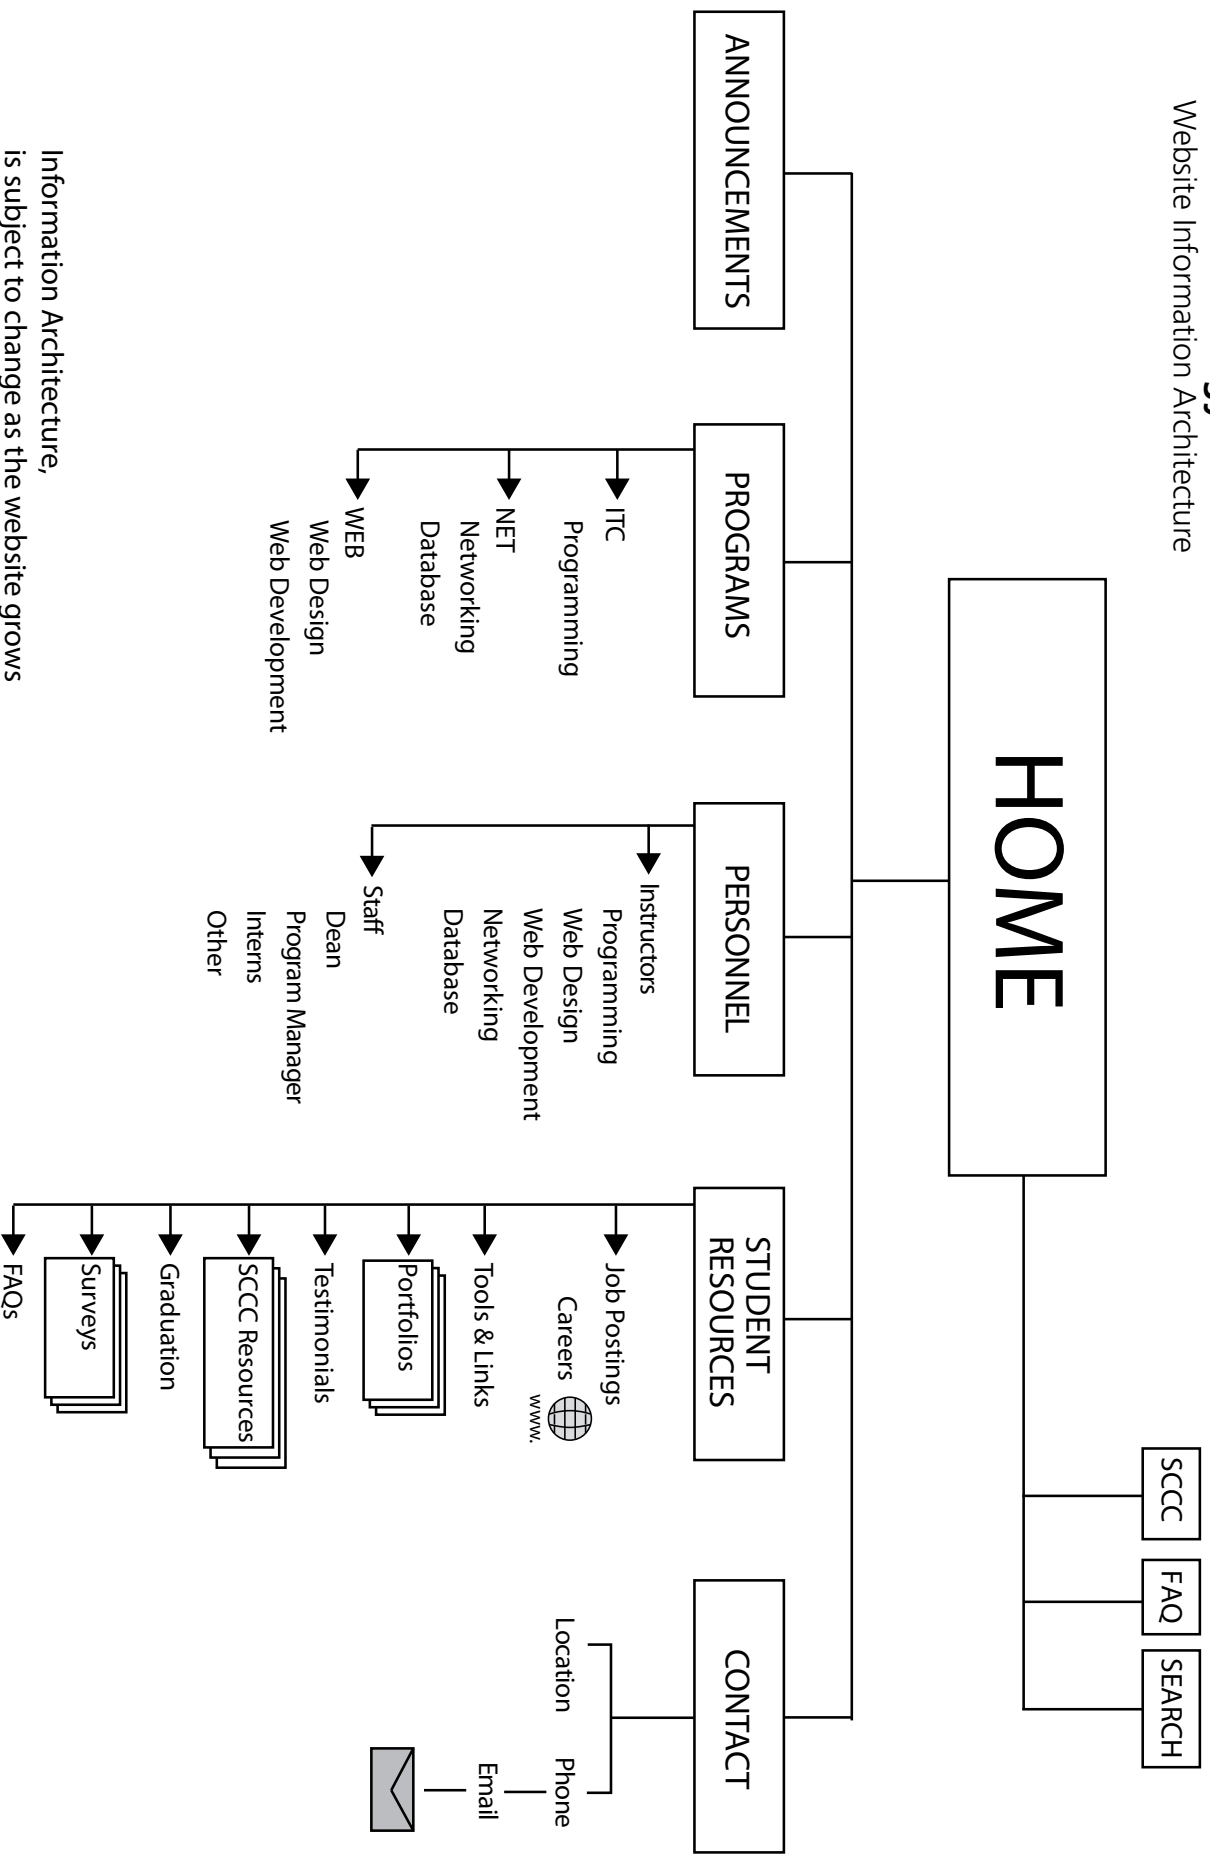 Website Information Architecture
SCCC
FAQ
SEARCH
HOME
ANNOUNCEMENTS
PROGRAMS
ITC
Programming
NET
Networking
Database
WEB
Web Design
Web Development
PERSONNEL
Instructors
Programming
Web Design
Web Development
Networking
Database
Staff
Dean
Program Manager
Interns
Other
STUDENT
RESOURCES
Job Postings
Careers
www.
Tools & Links
Portfolios
Testimonials
SCCC Resources
Graduation
Surveys
FAQs
CONTACT
Location
Phone
Email
Information Architecture,
is subject to change as the website grows